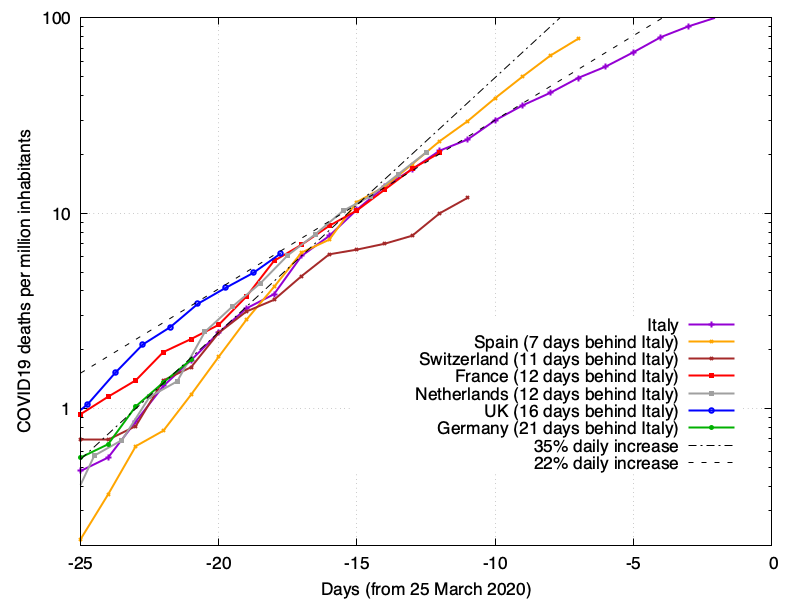 100
10
1
COVID19 deaths per million inhabitants
Italy
Spain (7 days behind Italy)
Switzerland (11 days behind Italy)
France (12 days behind Italy)
Netherlands (12 days behind Italy)
UK (16 days behind Italy)
Germany (21 days behind Italy)
35% daily increase
22% daily increase
-25 -20 -15 -10 -5 0
Days (from 25 March 2020)